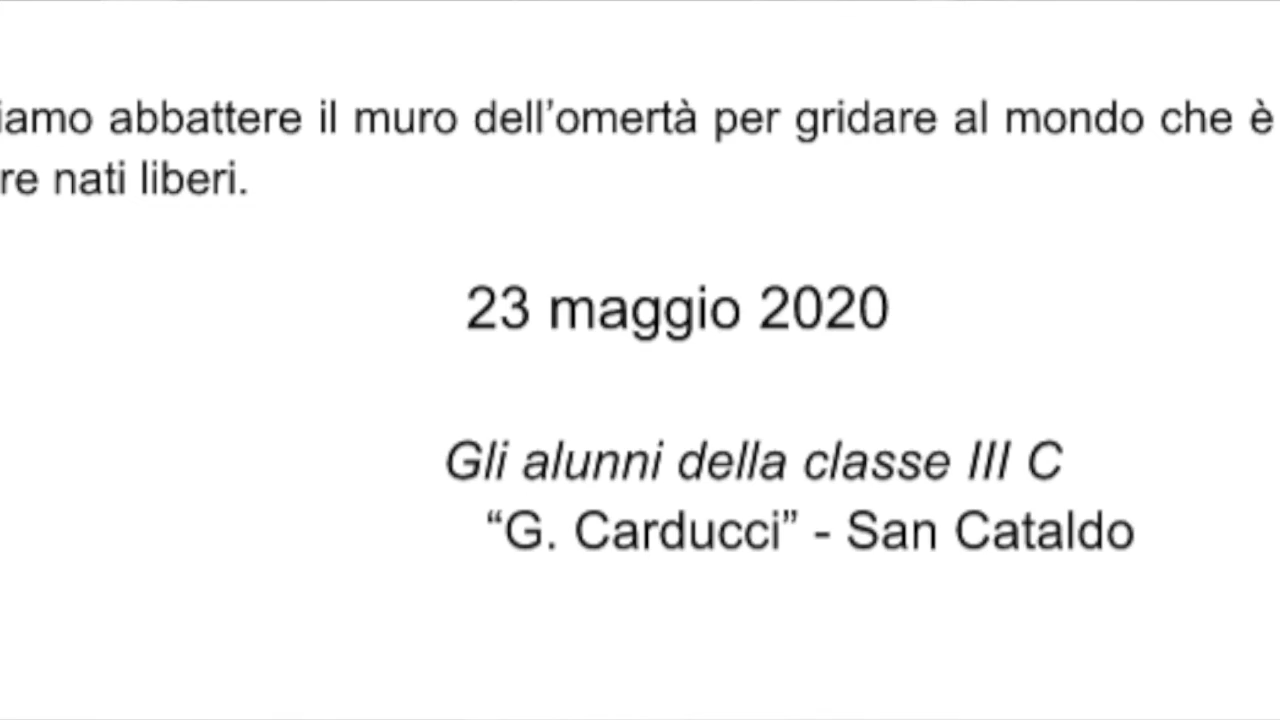 iamo abbattere il muro dell’omertà per gridare al mondo che è
re nati liberi.
23 maggio 2020
Gli alunni della classe III C
“G. Carducci” - San Cataldo